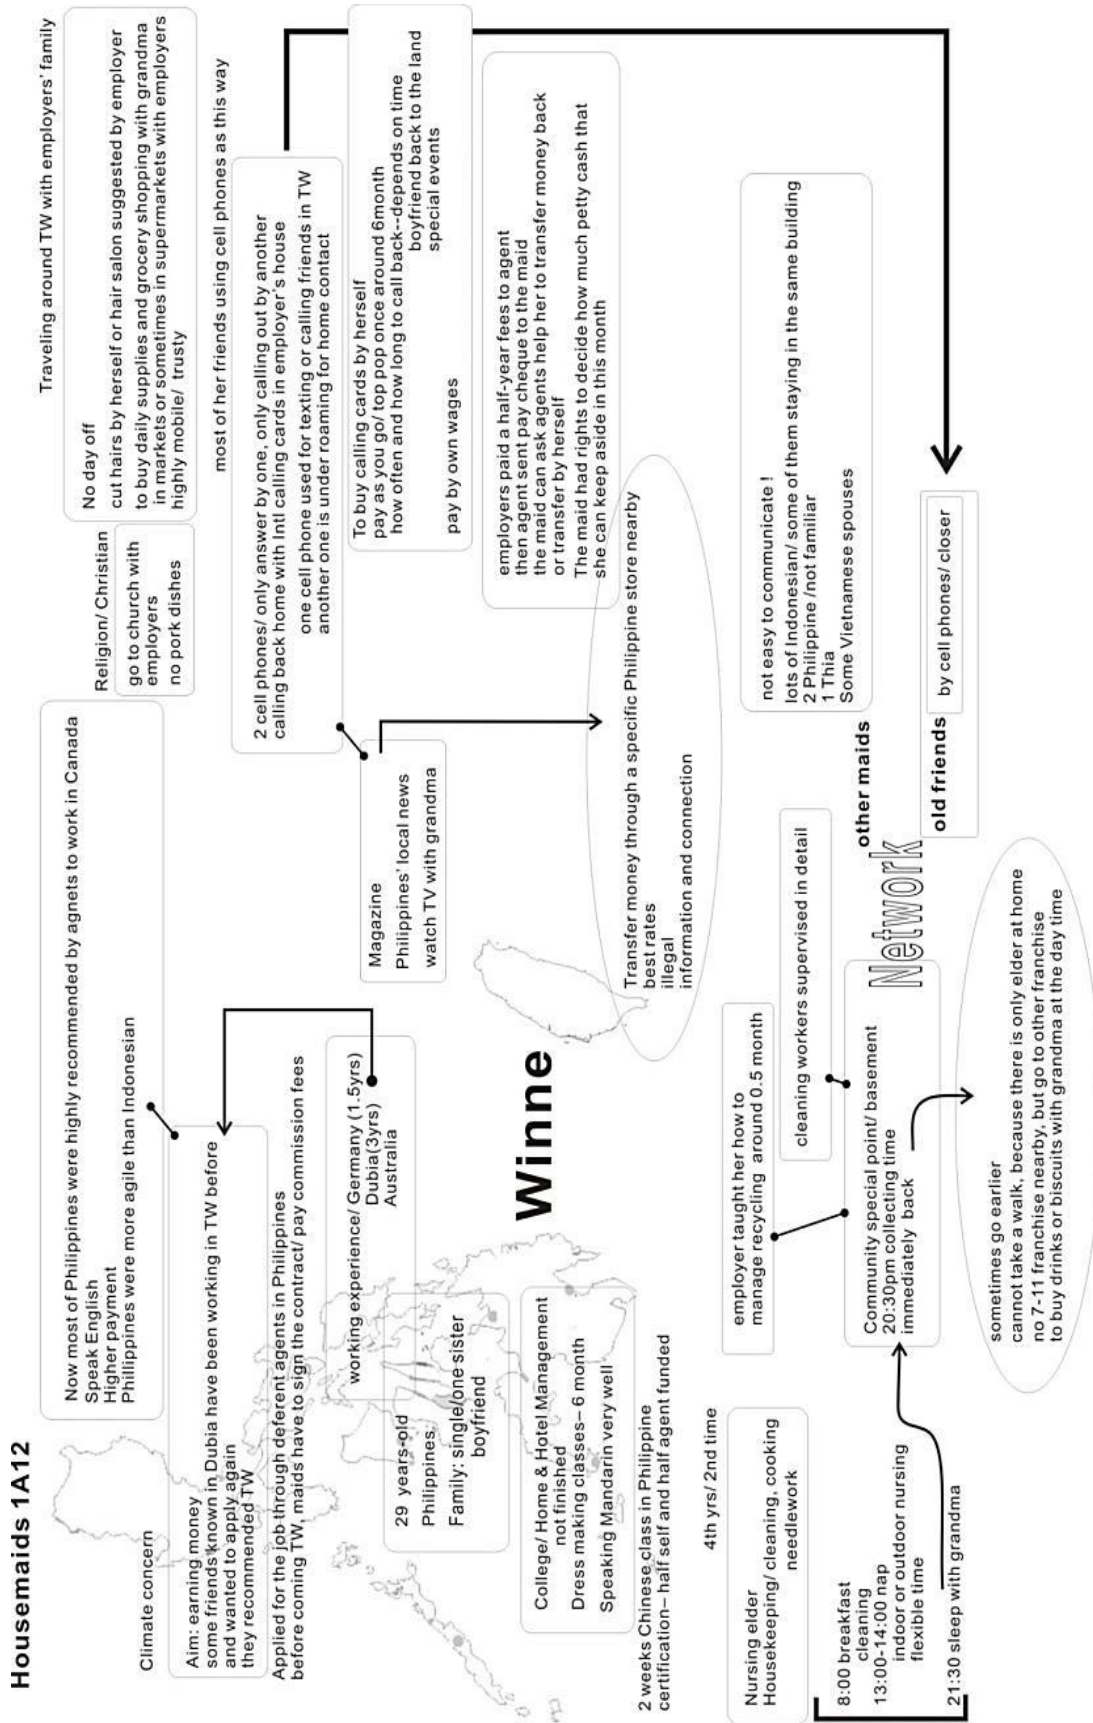 Housemaids 1A12
Climate concern
Now most of Philippines were highly recommended by agnets to work in Canada
Speak English
Higher payment
Phillippines were more agile than Indonesian
Aim: earning money
some friends known in Dubia have been working in TW before
and wanted to apply again
they recommended TW
Applied for the job through deferent agents in Philippines
before coming TW, maids have to sign the contract/ pay commission fees
working experience/ Germany (1.5yrs)
Dubia(3yrs)
Australia
29 years-old
Philippines,
Family: single/one sister
boyfriend
College/ Home & Hotel Management
not finished
Dress making classes– 6 month
Speaking Mandarin very well
2 weeks Chinese class in Philippine
certification– half self and half agent funded
Winne
Religion/ Christian
go to church with
employers
no pork dishes
Traveling around TW with employers' family
No day off
cut hairs by herself or hair salon suggested by employer
to buy daily supplies and grocery shopping with grandma
in markets or sometimes in supermarkets with employers
highly mobile/ trusty
most of her friends using cell phones as this way
2 cell phones/ only answer by one, only calling out by another
calling back home with Intl calling cards in employer's house
one cell phone used for texting or calling friends in TW
another one is under roaming for home contact
Magazine
Philippines' local news
watch TV with grandma
To buy calling cards by herself
pay as you go/ top pop once around 6month
how often and how long to call back--depends on time
boyfriend back to the land
special events
pay by own wages
employers paid a half-year fees to agent
then agent sent pay cheque to the maid
the maid can ask agents help her to transfer money back
or transfer by herself
The maid had rights to decide how much petty cash that
she can keep aside in this month
Transfer money through a specific Philippine store nearby
best rates
illegal
information and connection
4th yrs/ 2nd time
Nursing elder
Housekeeping/ cleaning, cooking
needlework
8:00 breakfast
cleaning
13:00-14:00 nap
indoor or outdoor nursing
flexible time
21:30 sleep with grandma
employer taught her how to
manage recycling around 0.5 month
cleaning workers supervised in detail
Community special point/ basement
20:30pm collecting time
immediately back
Network
other maids
not easy to communicate !
lots of Indonesian/ some of them staying in the same building
2 Philippine /not familiar
1 Thia
Some Vietnamese spouses
old friends
by cell phones/ closer
sometimes go earlier
cannot take a walk, because there is only elder at home
no 7-11 franchise nearby, but go to other franchise
to buy drinks or biscuits with grandma at the day time